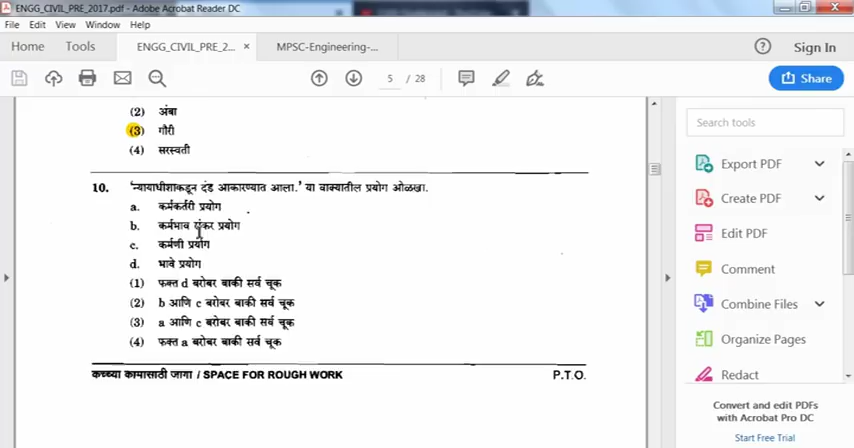 ENGG_CIVIL_PRE_2017.pdf - Adobe Acrobat Reader DC
File Edit View Window Help
Home Tools ENGG_CIVIL_PRE_2... × MPSC-Engineering-... Sign In
5 / 28 Share
(2) अंबा
(3) गौरी
(4) सरस्वती
10. 'न्यायाधीशाकडून दंड आकारण्यात आला.' या वाक्यातील प्रयोग ओळखा.
a. कर्मकर्तरी प्रयोग
b. कर्मभाव संकर प्रयोग
c. कर्मणी प्रयोग
d. भावे प्रयोग
(1) फक्त d बरोबर बाकी सर्व चूक
(2) b आणि c बरोबर बाकी सर्व चूक
(3) a आणि c बरोबर बाकी सर्व चूक
(4) फक्त a बरोबर बाकी सर्व चूक
कच्च्या कामासाठी जागा / SPACE FOR ROUGH WORK P.T.O.
Search tools
Export PDF
Create PDF
Edit PDF
Comment
Combine Files
Organize Pages
Redact
Convert and edit PDFs
with Acrobat Pro DC
Start Free Trial